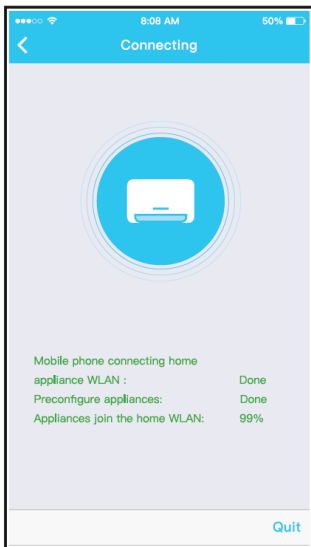 8:08 AM 50%
Connecting
Mobile phone connecting home
appliance WLAN : Done
Preconfigure appliances: Done
Appliances join the home WLAN: 99%
Quit